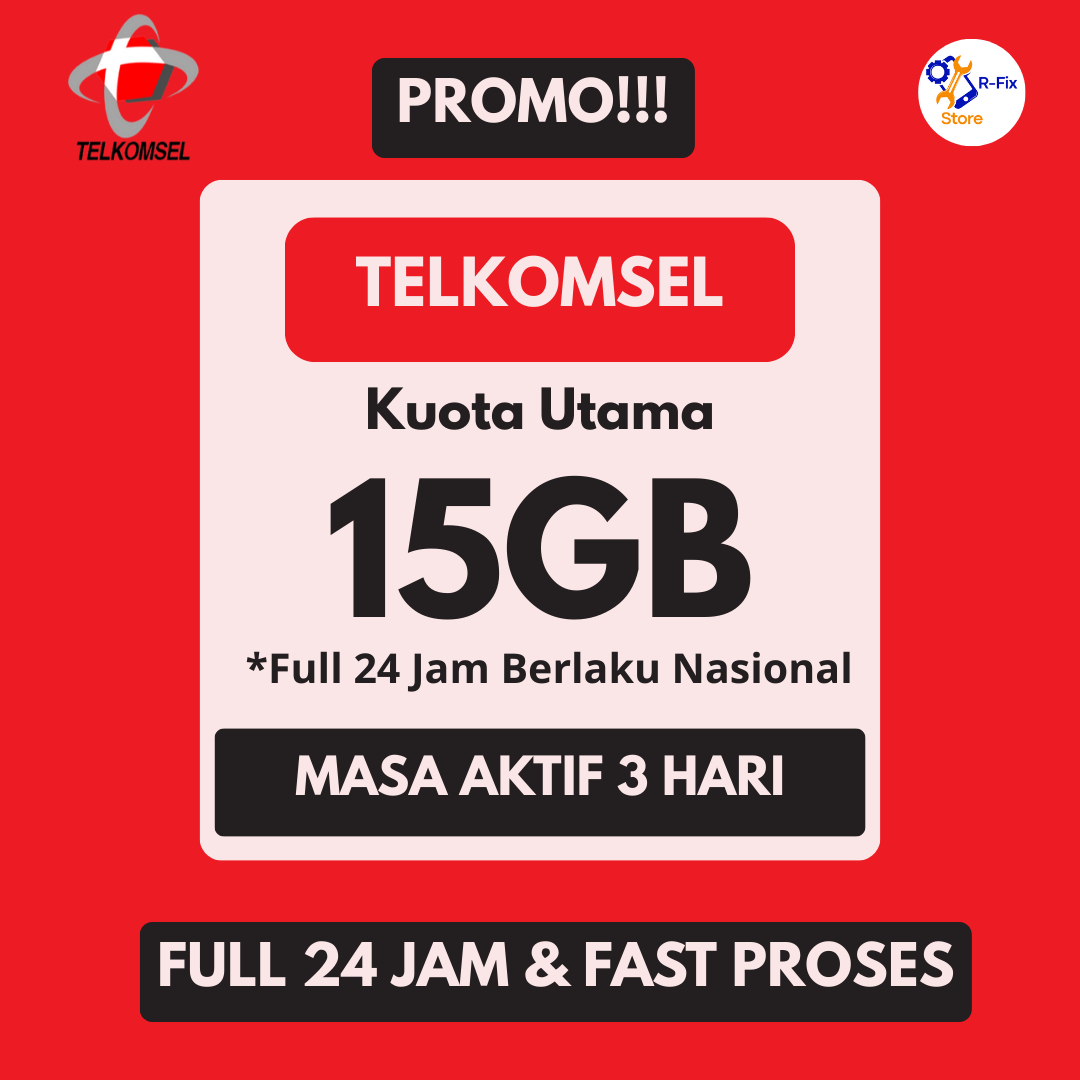 TELKOMSEL
PROMO!!!
R-Fix
Store
TELKOMSEL
Kuota Utama
15GB
*Full 24 Jam Berlaku Nasional
MASA AKTIF 3 HARI
FULL 24 JAM & FAST PROSES